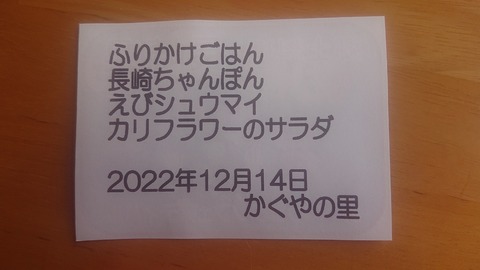 ふりかけごはん
長崎ちゃんぽん
えびシュウマイ
カリフラワーのサラダ
2022年12月14日
かぐやの里